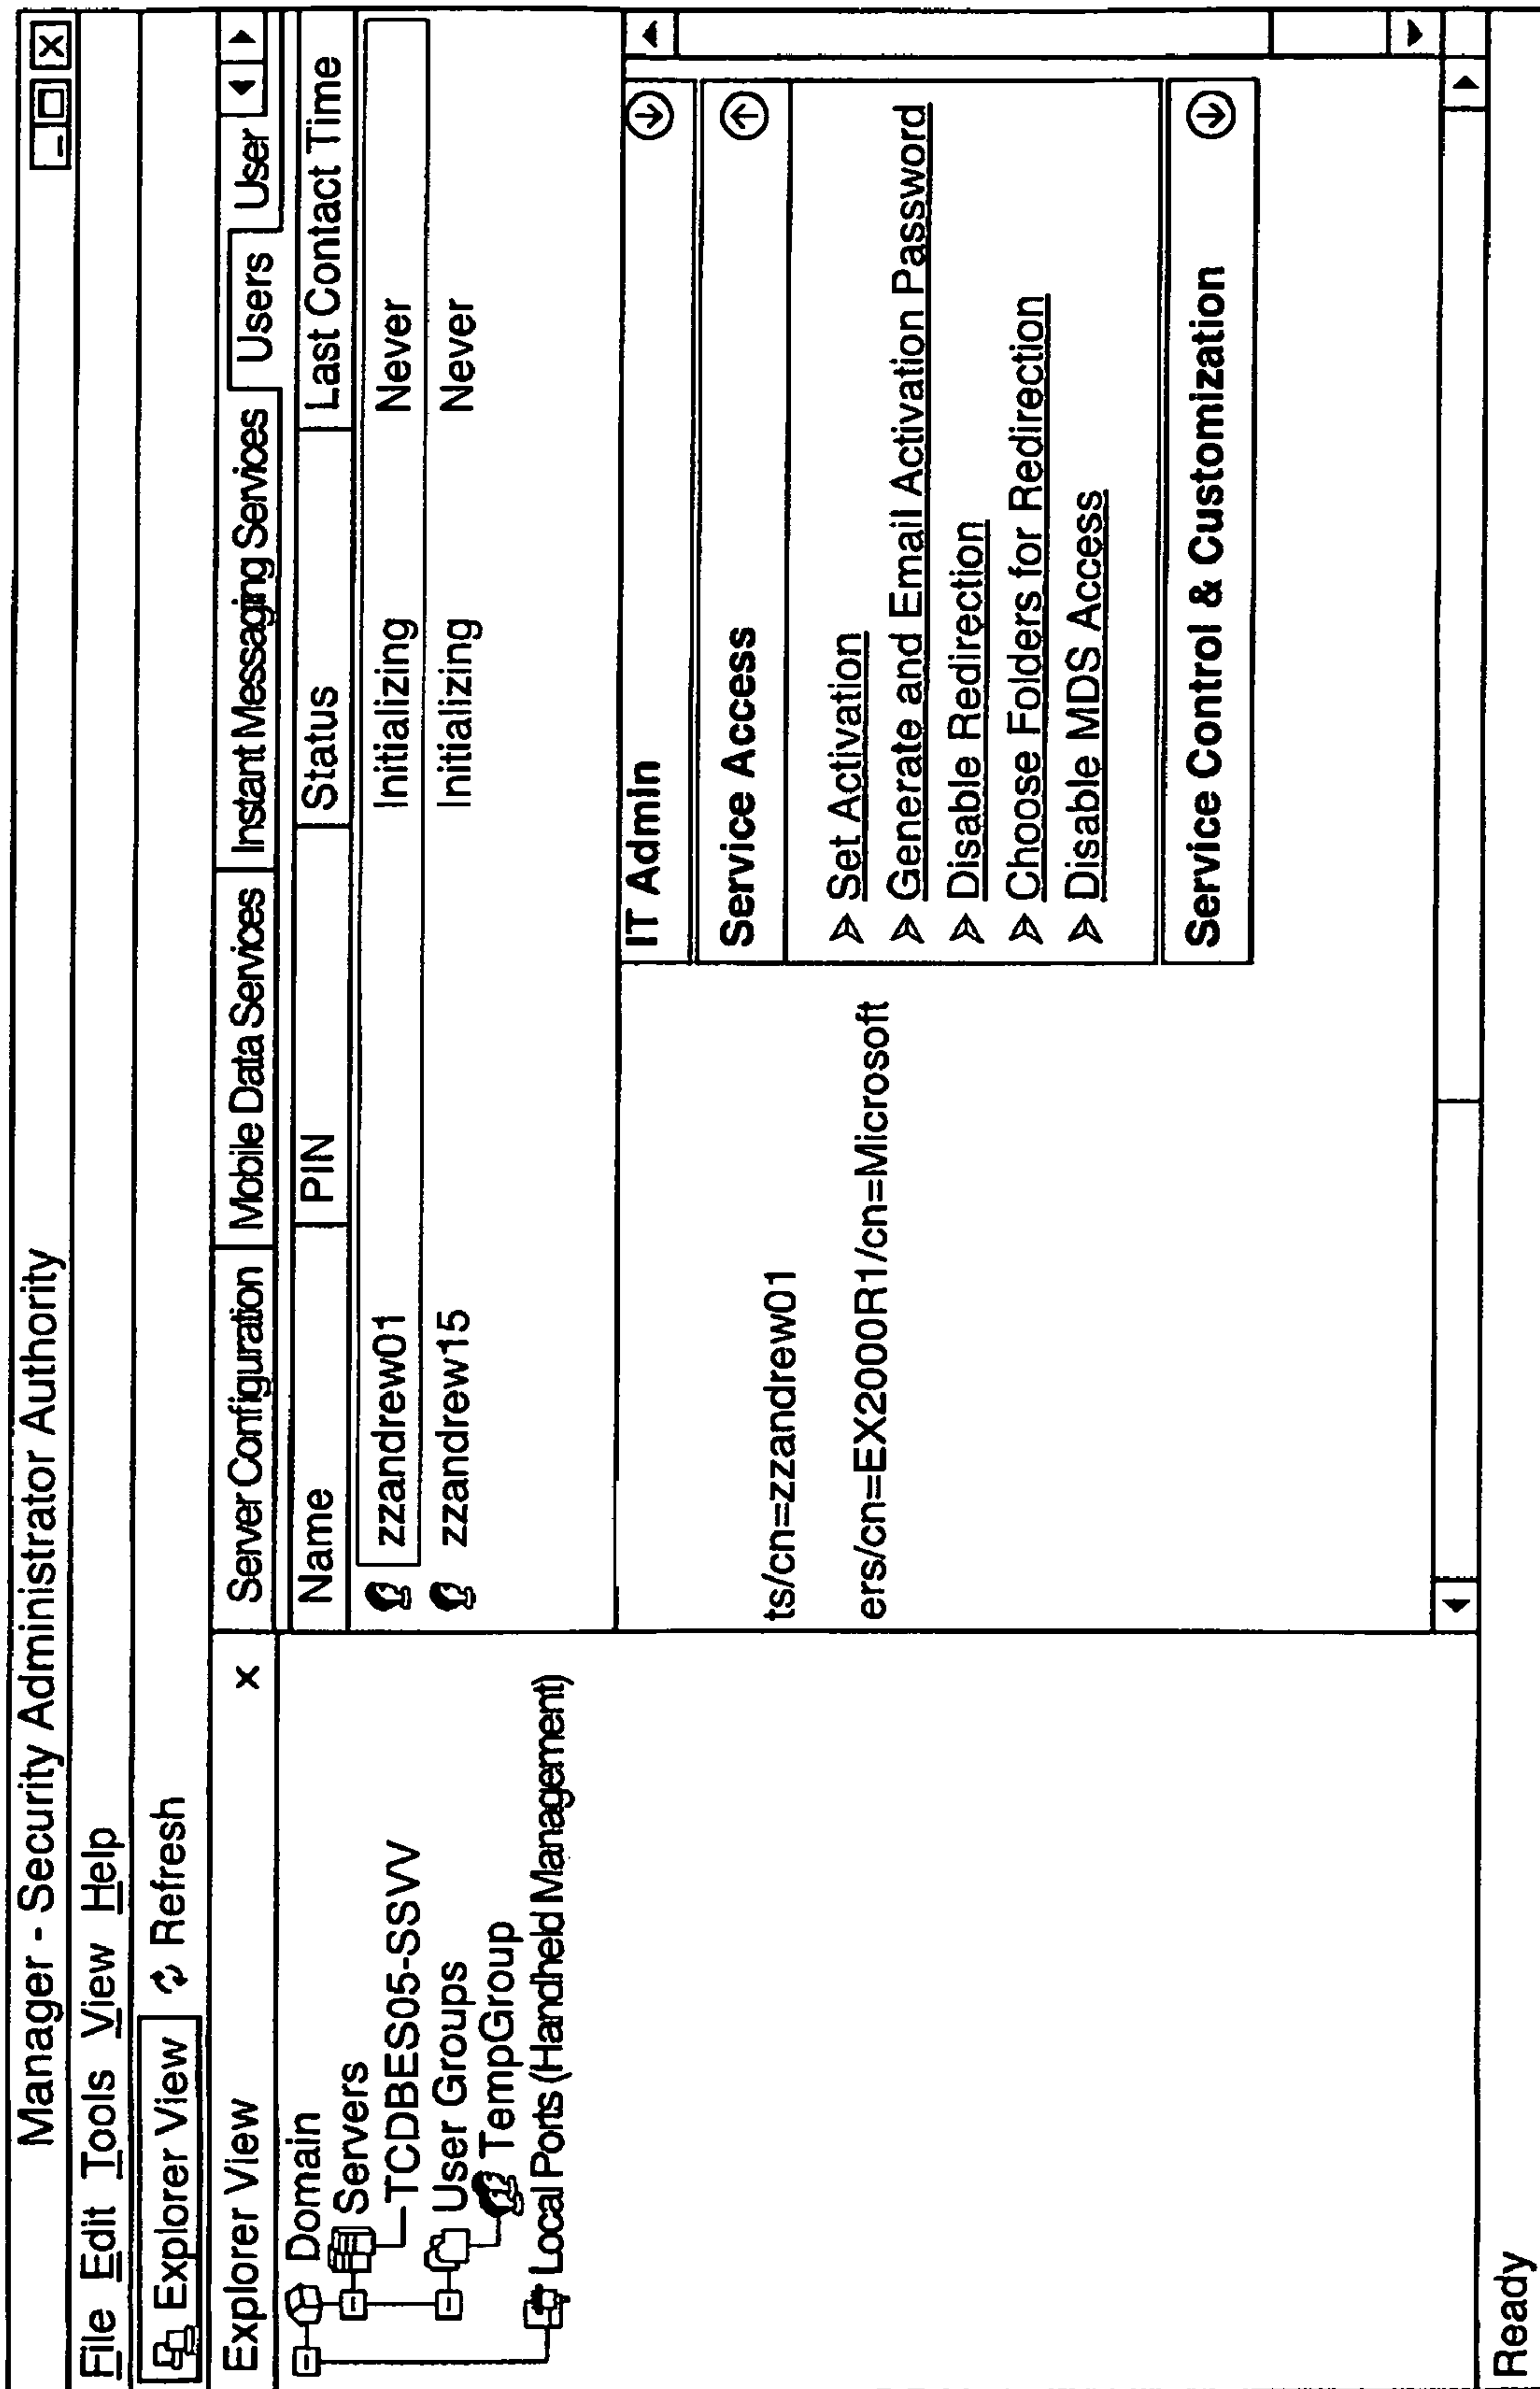 Manager - Security Administrator Authority
File Edit Tools View Help
Explorer View Refresh
Explorer View x
Domain
Servers
TCDBES05-SSVV
User Groups
TempGroup
Local Ports (Handheld Management)
Server Configuration Mobile Data Services Instant Messaging Services Users User
Name PIN Status Last Contact Time
zzandrew01 Initializing Never
zzandrew15 Initializing Never
ts/cn=zzandrew01
ers/cn=EX2000R1/cn=Microsoft
IT Admin
Service Access
Set Activation
Generate and Email Activation Password
Disable Redirection
Choose Folders for Redirection
Disable MDS Access
Service Control & Customization
Ready